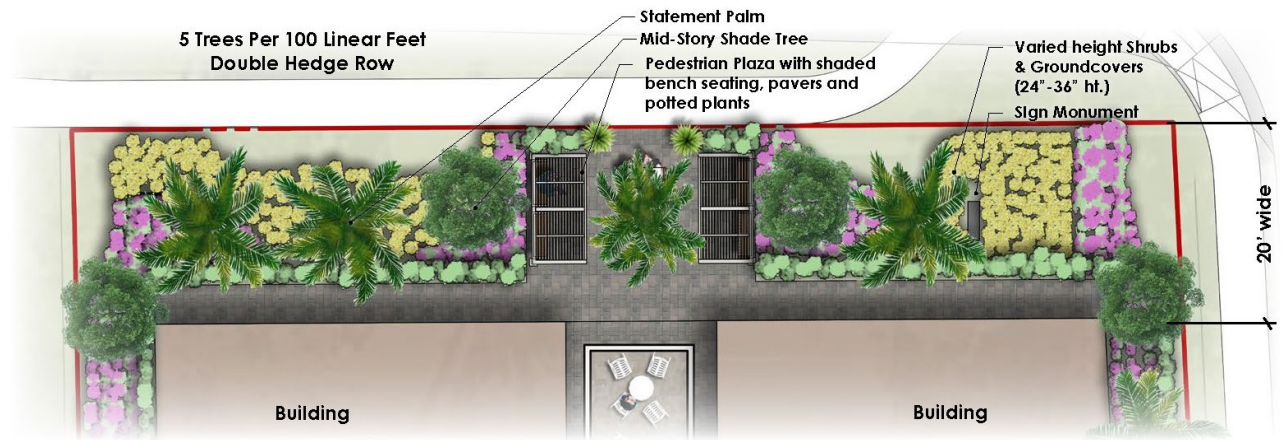 5 Trees Per 100 Linear Feet
Double Hedge Row
Statement Palm
Mid-Story Shade Tree
Pedestrian Plaza with shaded
bench seating, pavers and
potted plants
Varied height Shrubs
& Groundcovers
(24"-36" ht.)
Sign Monument
20' wide
Building
Building